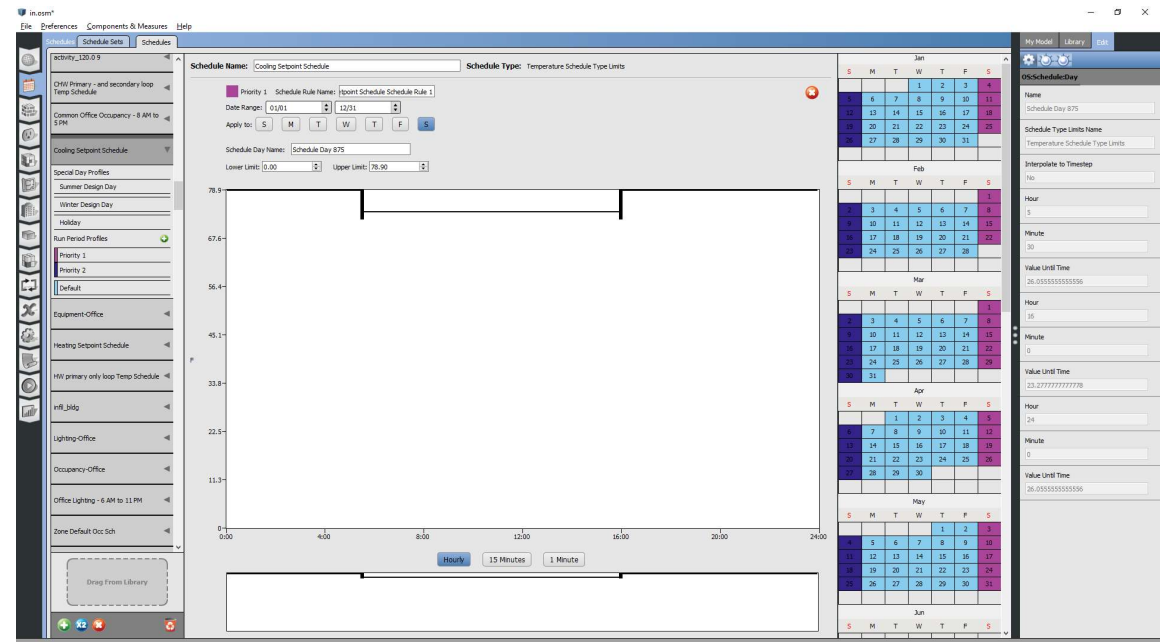 in.osm*
File Preferences Components & Measures Help
Schedules Schedule Sets Schedules
My Model Library Edit
activity_120.0 9
CHW Primary - and secondary loop
Temp Schedule
Common Office Occupancy - 8 AM to
5 PM
Cooling Setpoint Schedule
Special Day Profiles
Summer Design Day
Winter Design Day
Holiday
Run Period Profiles
Priority 1
Priority 2
Default
Equipment-Office
Heating Setpoint Schedule
HW primary only loop Temp Schedule
infil_bldg
Lighting-Office
Occupancy-Office
Office Lighting - 6 AM to 11 PM
Zone Default Occ Sch
Drag From Library
X2
Schedule Name: Cooling Setpoint Schedule Schedule Type: Temperature Schedule Type Limits
Priority 1 Schedule Rule Name: tpoint Schedule Schedule Rule 1
Date Range: 01/01 12/31
Apply to: S M T W T F S
Schedule Day Name: Schedule Day 875
Lower Limit: 0.00 Upper Limit: 78.90
78.9
67.6
56.4
45.1
F
33.8
22.5
11.3
0
0:00 4:00 8:00 12:00 16:00 20:00 24:00
Hourly 15 Minutes 1 Minute
Jan
S M T W T F S
1 2 3 4
5 6 7 8 9 10 11
12 13 14 15 16 17 18
19 20 21 22 23 24 25
26 27 28 29 30 31
Feb
S M T W T F S
1
2 3 4 5 6 7 8
9 10 11 12 13 14 15
16 17 18 19 20 21 22
23 24 25 26 27 28
Mar
S M T W T F S
1
2 3 4 5 6 7 8
9 10 11 12 13 14 15
16 17 18 19 20 21 22
23 24 25 26 27 28 29
30 31
Apr
S M T W T F S
1 2 3 4 5
6 7 8 9 10 11 12
13 14 15 16 17 18 19
20 21 22 23 24 25 26
27 28 29 30
May
S M T W T F S
1 2 3
4 5 6 7 8 9 10
11 12 13 14 15 16 17
18 19 20 21 22 23 24
25 26 27 28 29 30 31
Jun
S M T W T F S
OS:Schedule:Day
Name
Schedule Day 875
Schedule Type Limits Name
Temperature Schedule Type Limits
Interpolate to Timestep
No
Hour
5
Minute
30
Value Until Time
26.0555555555556
Hour
16
Minute
0
Value Until Time
23.2777777777778
Hour
24
Minute
0
Value Until Time
26.0555555555556